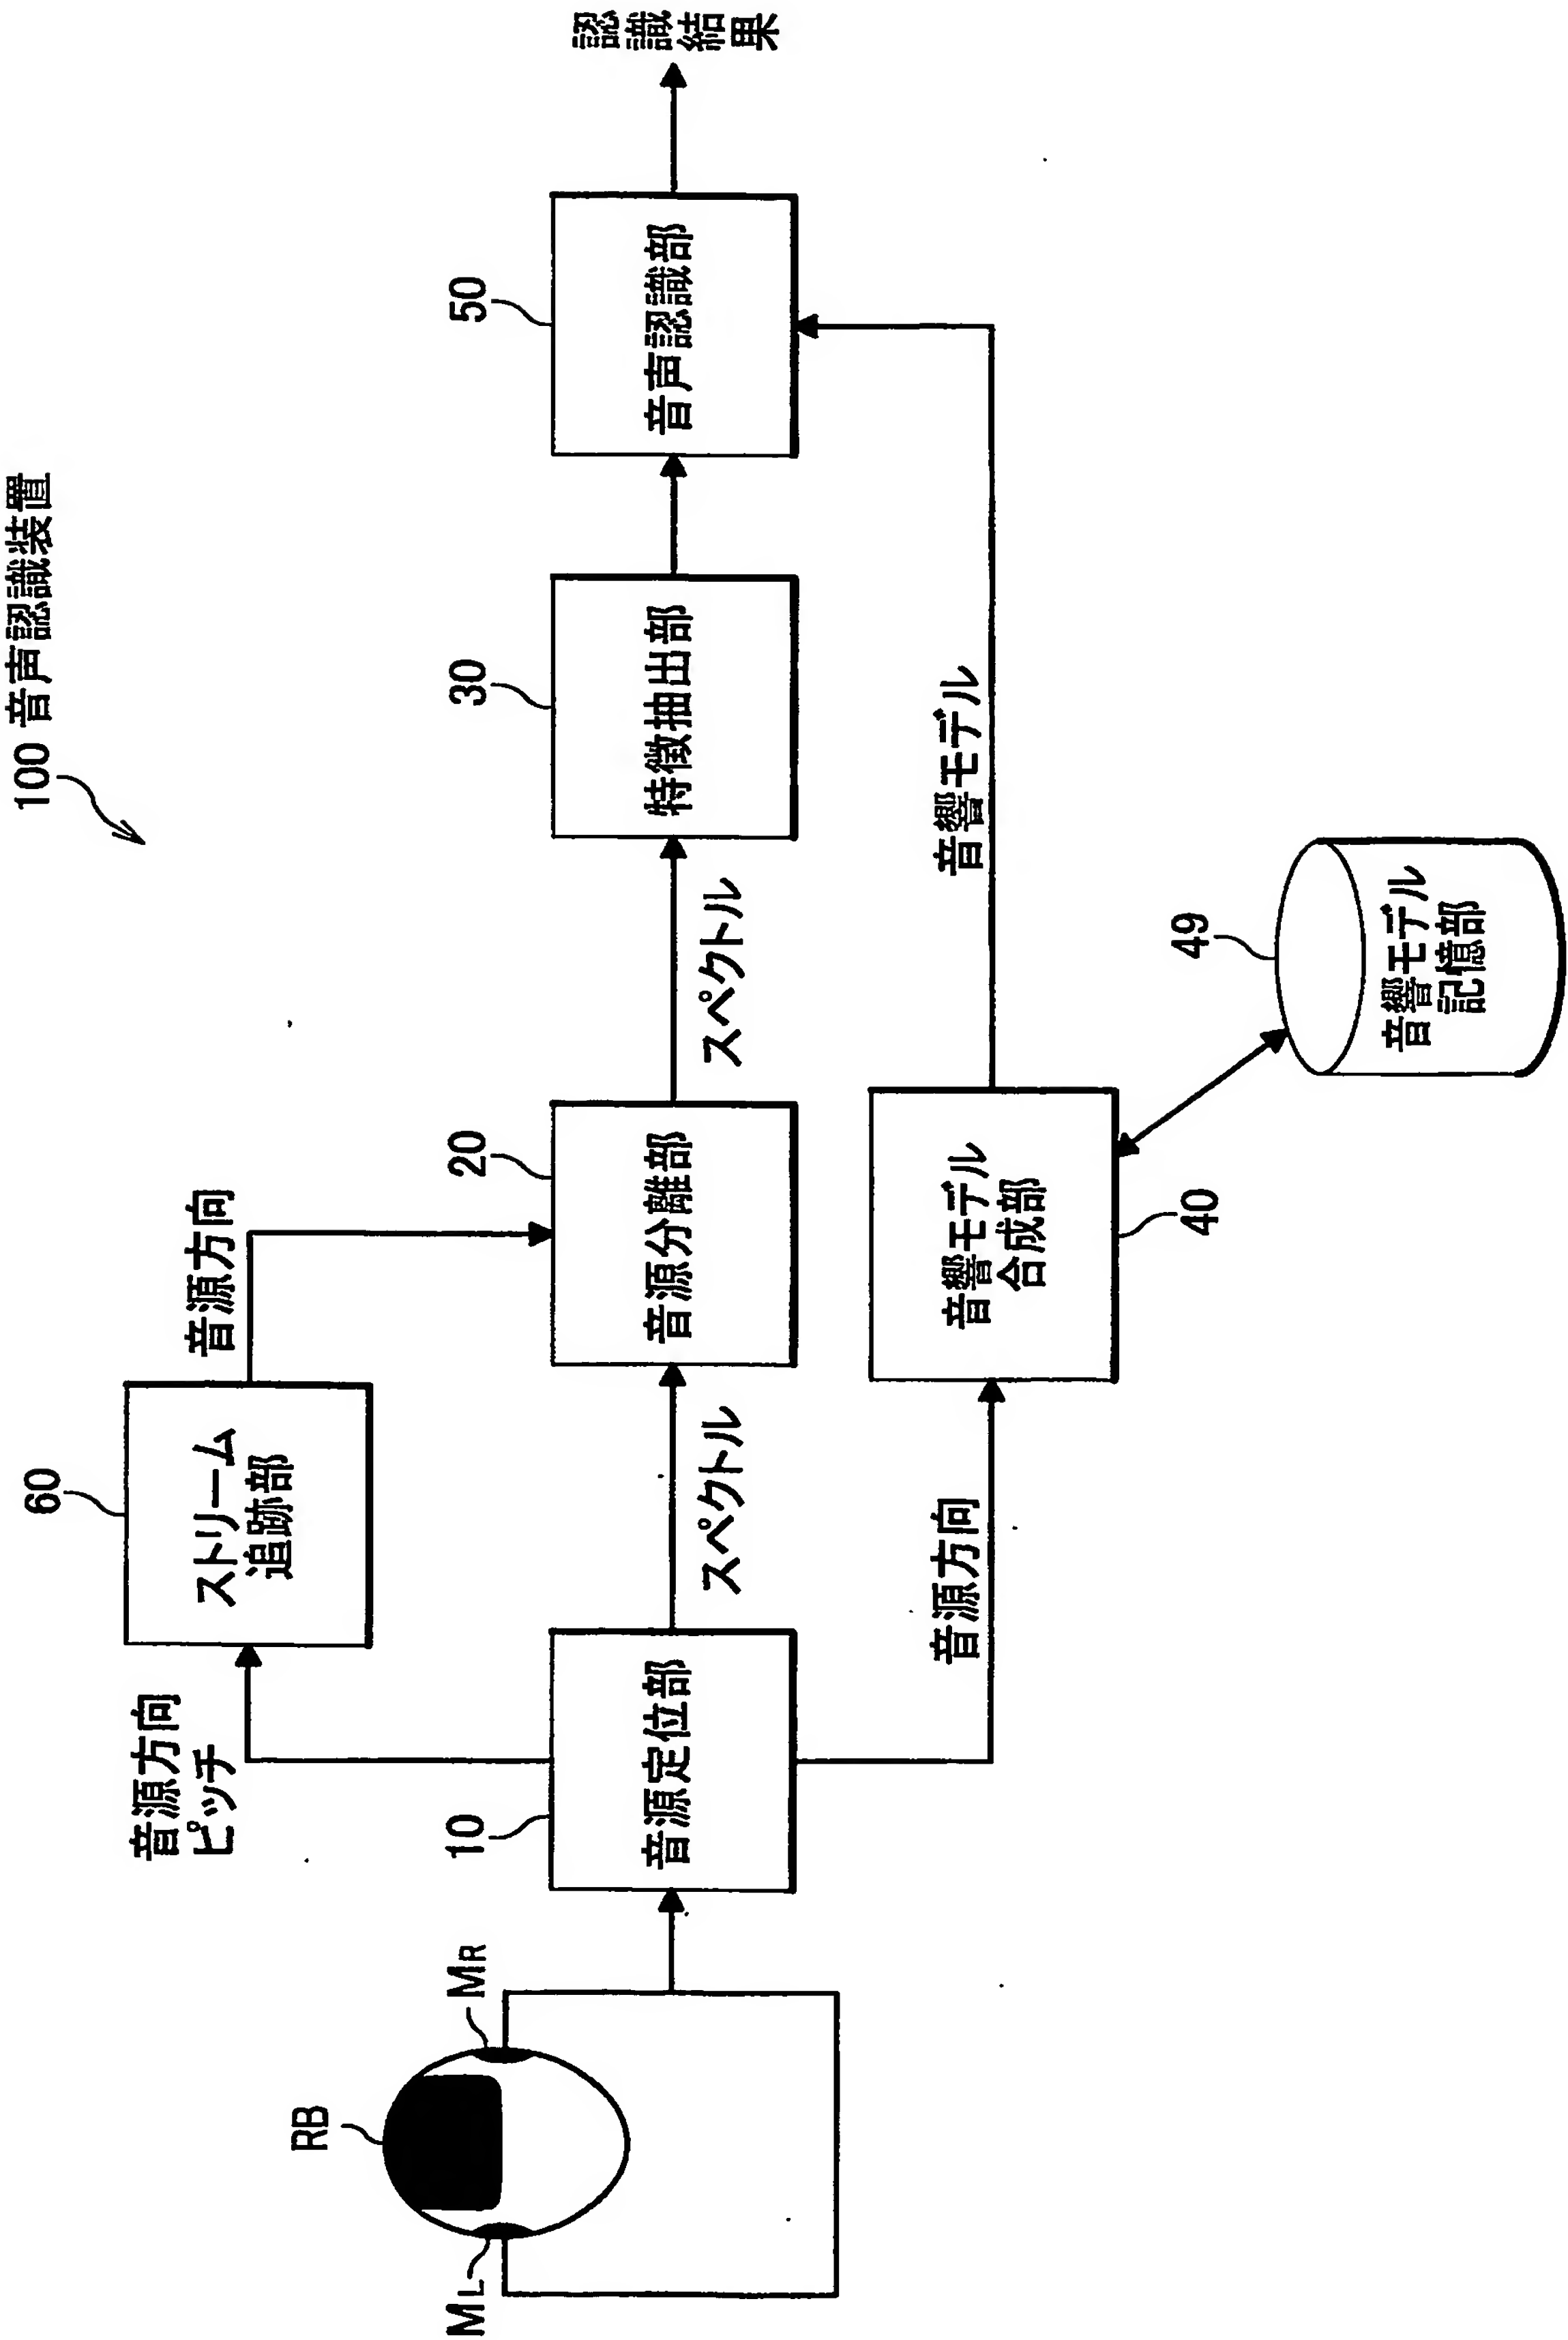 100 音声認識装置
60
ストリーム
追跡部
音源方向
ピッチ
音源方向
RB
ML
MR
10
音源定位部
スペクトル
20
音源分離部
スペクトル
30
特徴抽出部
50
音声認識部
認識結果
音源方向
音響モデル
合成部
40
音響モデル
49
音響モデル
記憶部